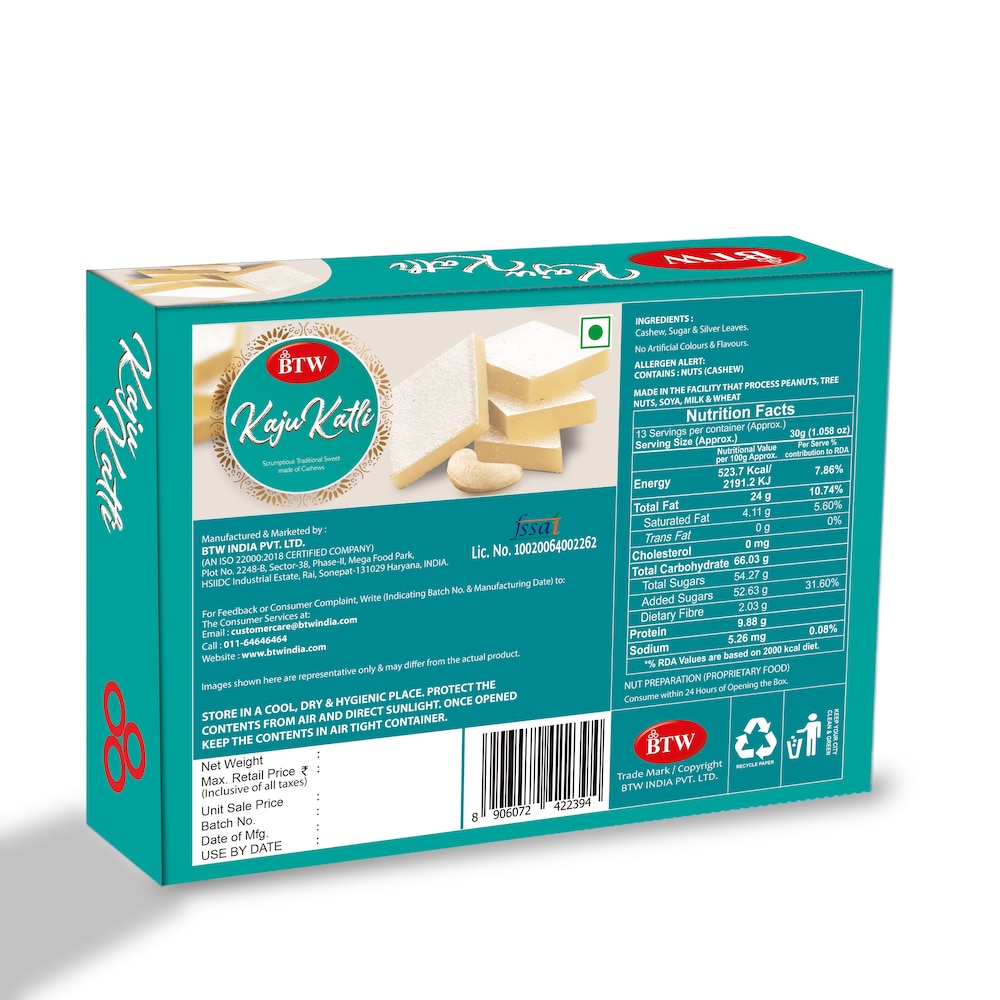 BTW
Kaju Katli
Kaju Katli
BTW
Kaju Katli
Scrumptious Traditional Sweet
made of Cashews
Manufactured & Marketed by :
BTW INDIA PVT. LTD.
(AN ISO 22000:2018 CERTIFIED COMPANY)
Plot No. 2248-B, Sector-38, Phase-II, Mega Food Park,
HSIIDC Industrial Estate, Rai, Sonepat-131029 Haryana, INDIA.
fssai
Lic. No. 10020064002262
For Feedback or Consumer Complaint, Write (Indicating Batch No. & Manufacturing Date) to:
The Consumer Services at:
Email : customercare@btwindia.com
Call : 011-64646464
Website : www.btwindia.com
Images shown here are representative only & may differ from the actual product.
STORE IN A COOL, DRY & HYGIENIC PLACE. PROTECT THE
CONTENTS FROM AIR AND DIRECT SUNLIGHT. ONCE OPENED
KEEP THE CONTENTS IN AIR TIGHT CONTAINER.
Net Weight :
Max. Retail Price ₹ :
(Inclusive of all taxes)
Unit Sale Price :
Batch No. :
Date of Mfg. :
USE BY DATE :
8 906072 422394
INGREDIENTS :
Cashew, Sugar & Silver Leaves.
No Artificial Colours & Flavours.
ALLERGEN ALERT:
CONTAINS : NUTS (CASHEW)
MADE IN THE FACILITY THAT PROCESS PEANUTS, TREE
NUTS, SOYA, MILK & WHEAT
Nutrition Facts
13 Servings per container (Approx.)
Serving Size (Approx.) 30g (1.058 oz)
Nutritional Value per 100g Approx. Per Serve % contribution to RDA
Energy 523.7 Kcal/ 2191.2 KJ 7.86%
Total Fat 24 g 10.74%
Saturated Fat 4.11 g 5.60%
Trans Fat 0 g 0%
Cholesterol 0 mg
Total Carbohydrate 66.03 g
Total Sugars 54.27 g
Added Sugars 52.63 g 31.60%
Dietary Fibre 2.03 g
Protein 9.88 g
Sodium 5.26 mg 0.08%
*% RDA Values are based on 2000 kcal diet.
NUT PREPARATION (PROPRIETARY FOOD)
Consume within 24 Hours of Opening the Box.
BTW
Trade Mark / Copyright
BTW INDIA PVT. LTD.
RECYCLE PAPER
KEEP YOUR CITY
CLEAN & GREEN